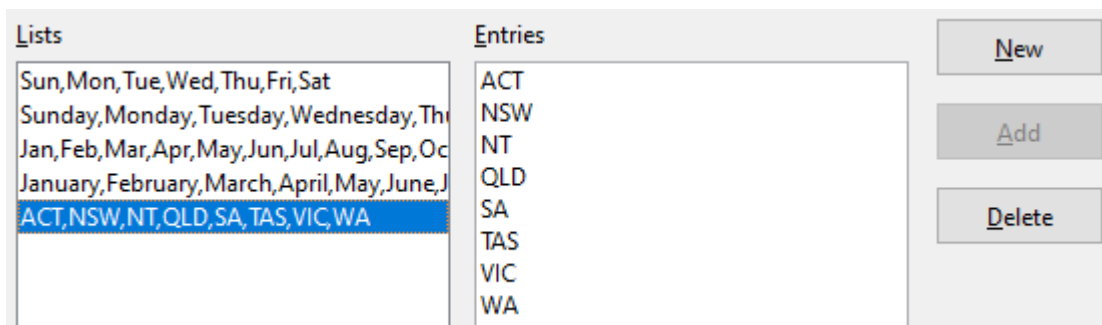 Lists
Sun,Mon,Tue,Wed,Thu,Fri,Sat
Sunday,Monday,Tuesday,Wednesday,Thu
Jan,Feb,Mar,Apr,May,Jun,Jul,Aug,Sep,Oc
January,February,March,April,May,June,J
ACT,NSW,NT,QLD,SA,TAS,VIC,WA
Entries
ACT
NSW
NT
QLD
SA
TAS
VIC
WA
New
Add
Delete